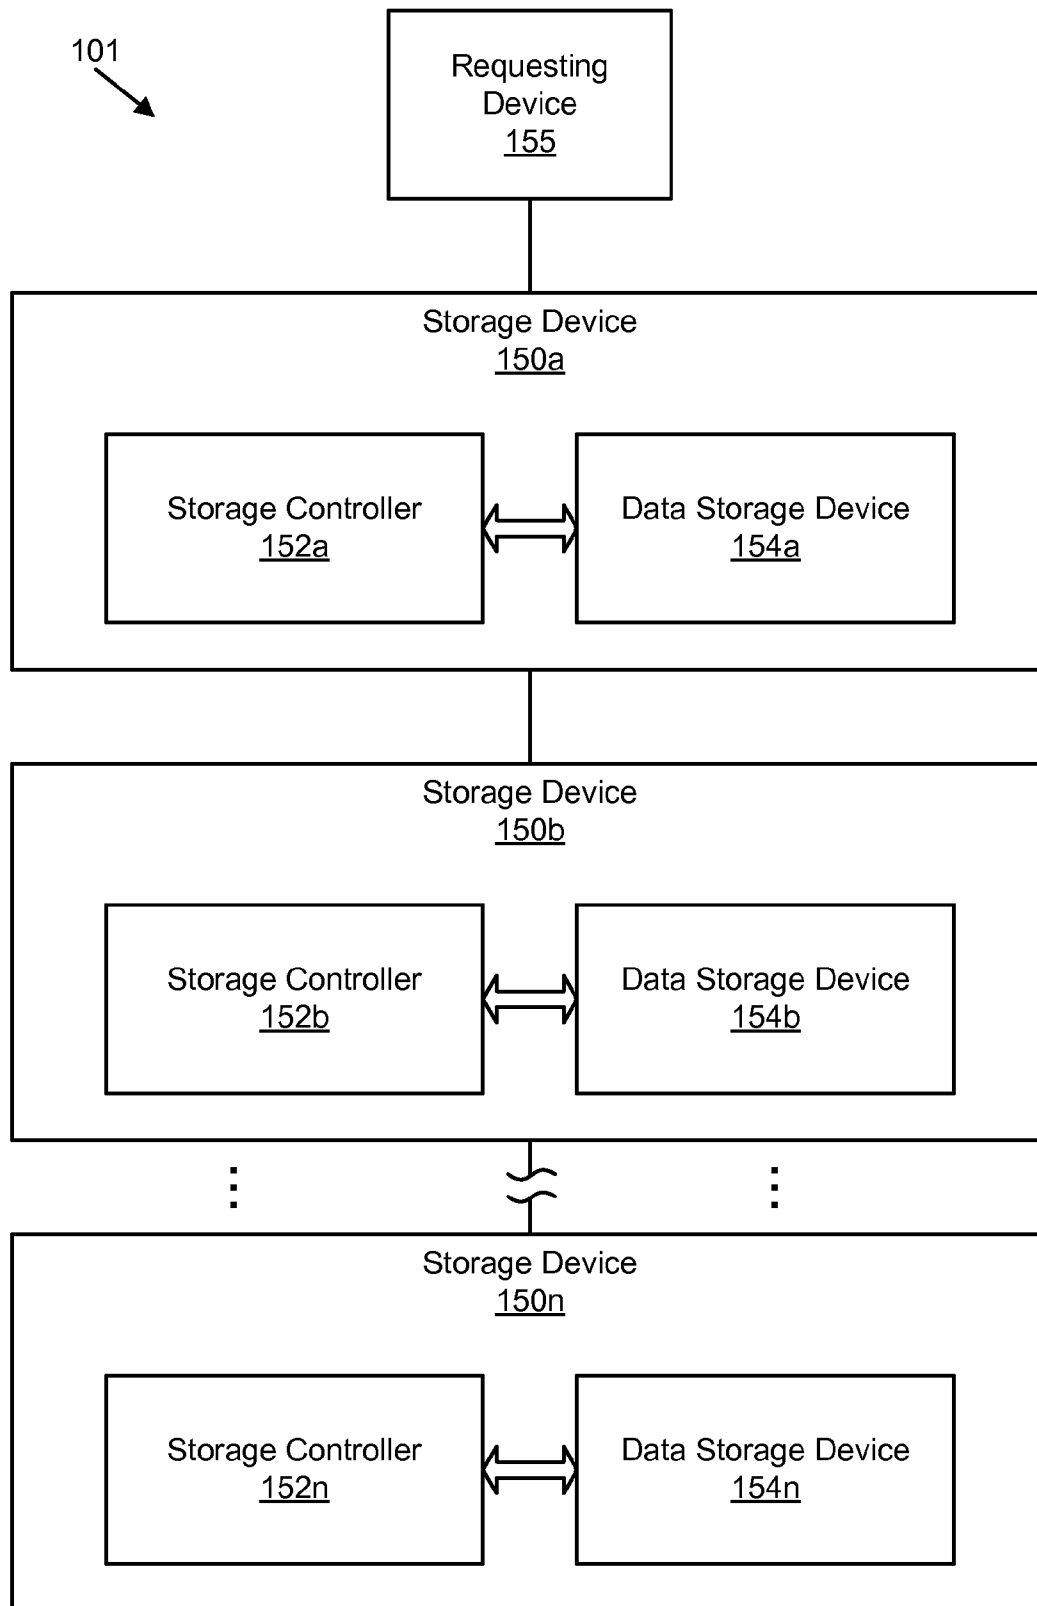 101
Requesting
Device
155
Storage Device
150a
Storage Controller
152a
Data Storage Device
154a
Storage Device
150b
Storage Controller
152b
Data Storage Device
154b
Storage Device
150n
Storage Controller
152n
Data Storage Device
154n